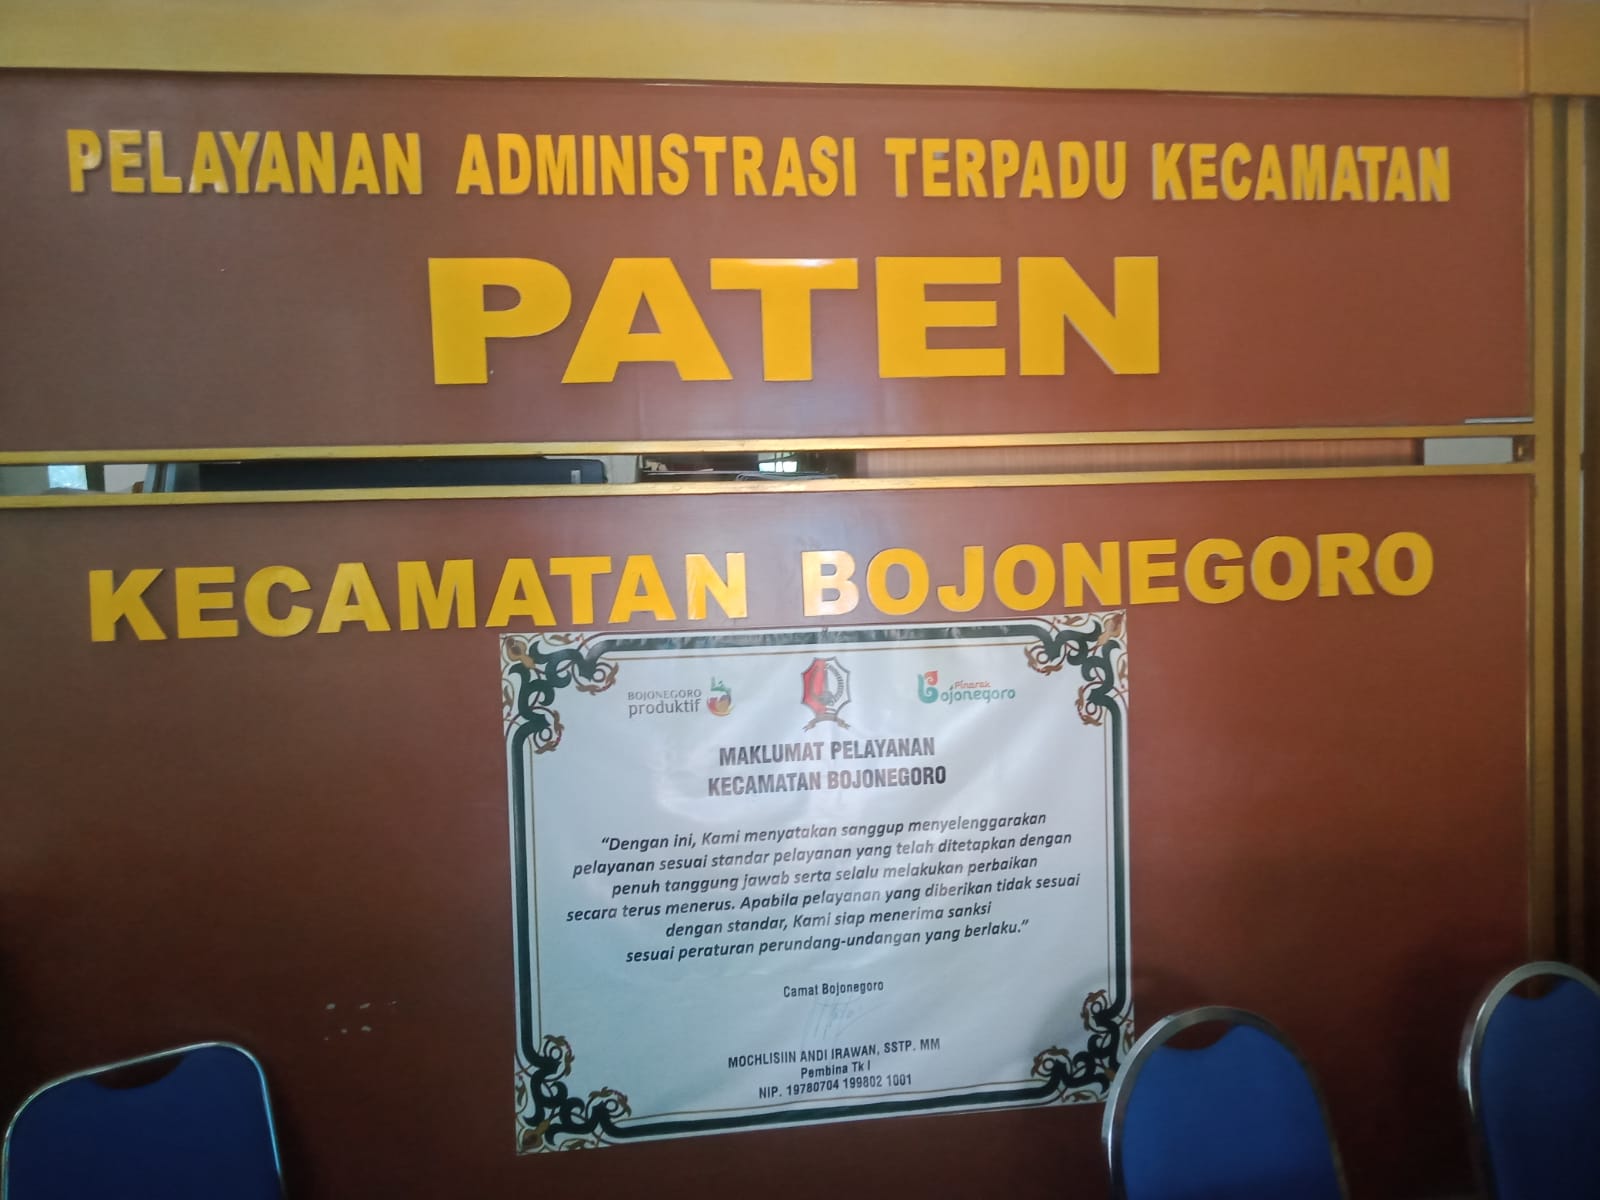 PELAYANAN ADMINISTRASI TERPADU KECAMATAN
PATEN
KECAMATAN BOJONEGORO
BOJONEGORO
produktif
Pinarak
Bojonegoro
MAKLUMAT PELAYANAN
KECAMATAN BOJONEGORO
“Dengan ini, Kami menyatakan sanggup menyelenggarakan
pelayanan sesuai standar pelayanan yang telah ditetapkan dengan
penuh tanggung jawab serta selalu melakukan perbaikan
secara terus menerus. Apabila pelayanan yang diberikan tidak sesuai
dengan standar, Kami siap menerima sanksi
sesuai peraturan perundang-undangan yang berlaku.”
Camat Bojonegoro
MOCHLISIIN ANDI IRAWAN, SSTP. MM
Pembina Tk I
NIP. 19780704 199802 1001